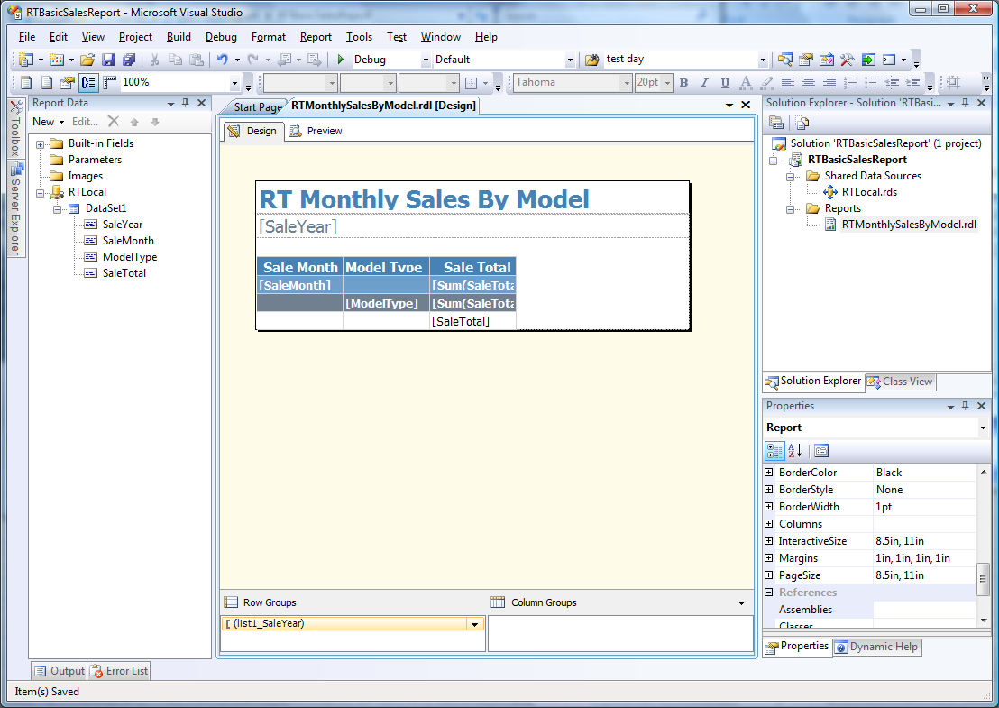 RTBasicSalesReport - Microsoft Visual Studio
File Edit View Project Build Debug Format Report Tools Test Window Help
Debug Default test day
100% Tahoma 20pt B I U A
Toolbox
Server Explorer
Report Data
New Edit...
Built-in Fields
Parameters
Images
RTLocal
DataSet1
SaleYear
SaleMonth
ModelType
SaleTotal
Output Error List
Start Page RTMonthlySalesByModel.rdl [Design]
Design Preview
RT Monthly Sales By Model
[SaleYear]
Sale Month Model Type Sale Total
[SaleMonth] [Sum(SaleTota
[ModelType] [Sum(SaleTota
[SaleTotal]
Row Groups Column Groups
[ (list1_SaleYear)
Solution Explorer - Solution 'RTBasi...
Solution 'RTBasicSalesReport' (1 project)
RTBasicSalesReport
Shared Data Sources
RTLocal.rds
Reports
RTMonthlySalesByModel.rdl
Solution Explorer Class View
Properties
Report
A
Z
BorderColor Black
BorderStyle None
BorderWidth 1pt
Columns
InteractiveSize 8.5in, 11in
Margins 1in, 1in, 1in, 1in
PageSize 8.5in, 11in
References
Assemblies
Classes
Properties Dynamic Help
Item(s) Saved